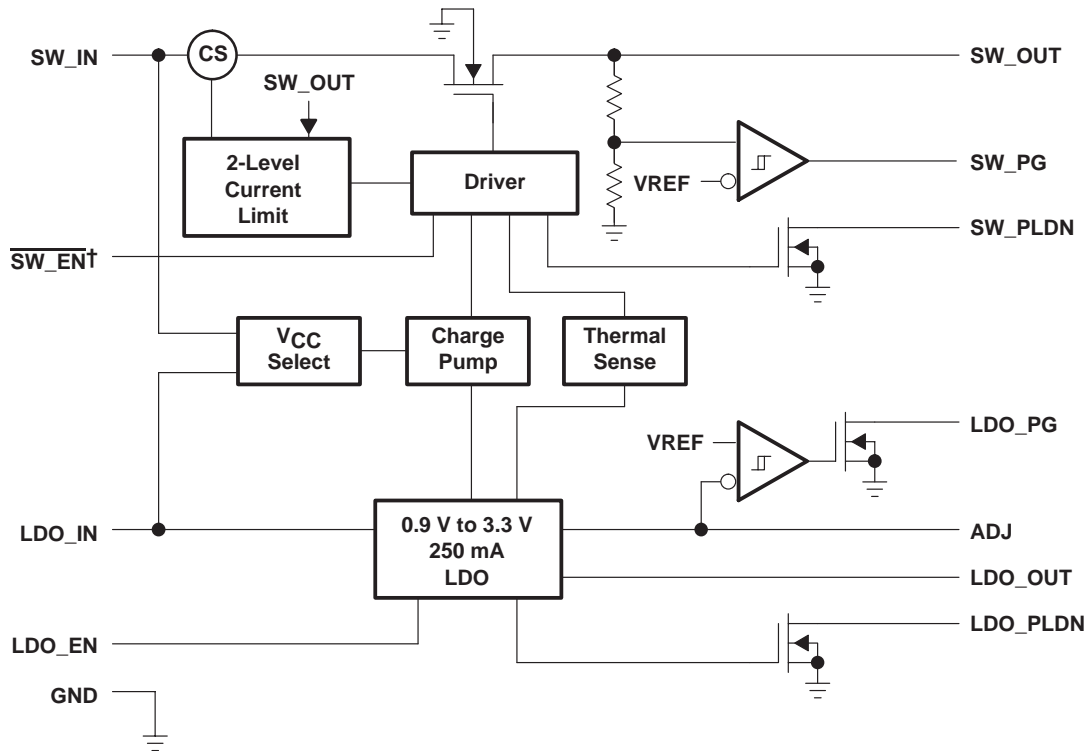 SW_IN
CS
SW_OUT
SW_OUT
2-Level
Current
Limit
Driver
VREF
SW_PG
SW_PLDN
SW_EN†
VCC
Select
Charge
Pump
Thermal
Sense
VREF
LDO_PG
LDO_IN
0.9 V to 3.3 V
250 mA
LDO
ADJ
LDO_OUT
LDO_EN
LDO_PLDN
GND